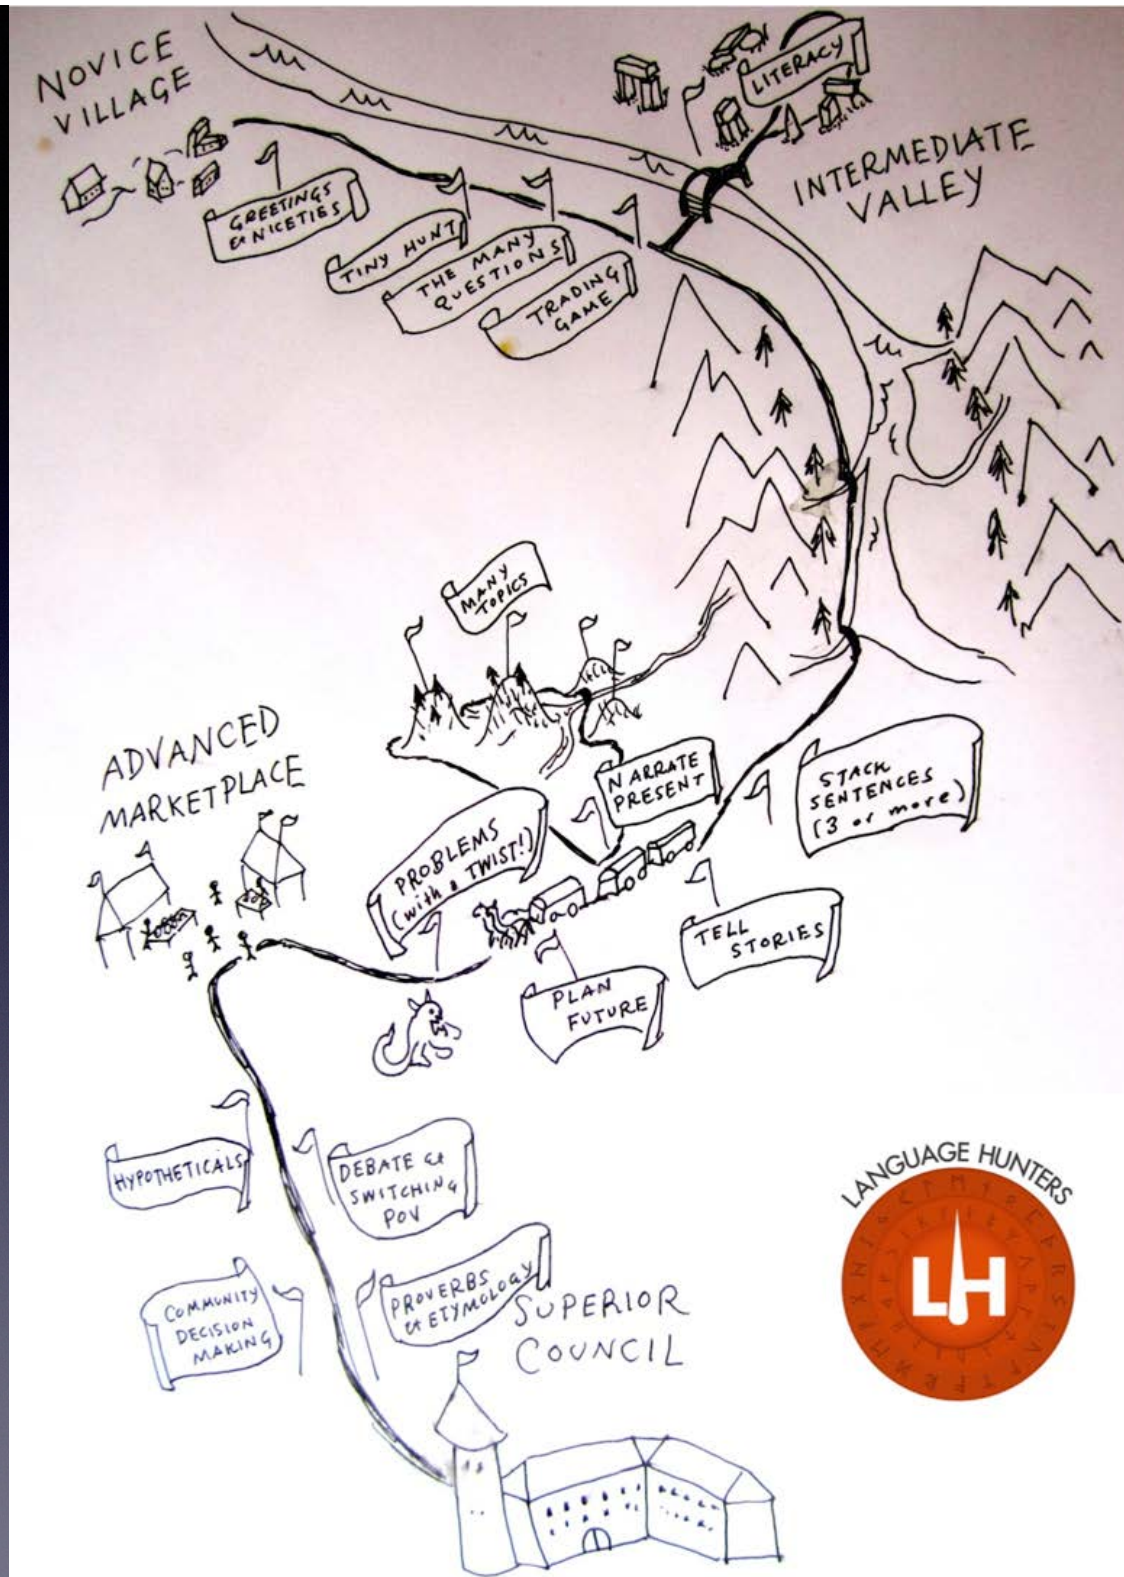 NOVICE
VILLAGE
LITERACY
INTERMEDIATE
VALLEY
GREETINGS
& NICETIES
TINY HUNT
THE MANY
QUESTIONS
TRADING
GAME
MANY
TOPICS
ADVANCED
MARKETPLACE
NARRATE
PRESENT
STACK
SENTENCES
(3 or more)
PROBLEMS
(with a TWIST!)
TELL
STORIES
PLAN
FUTURE
HYPOTHETICALS
DEBATE &
SWITCHING
POV
COMMUNITY
DECISION
MAKING
PROVERBS
& ETYMOLOGY
SUPERIOR
COUNCIL
LANGUAGE HUNTERS
LH